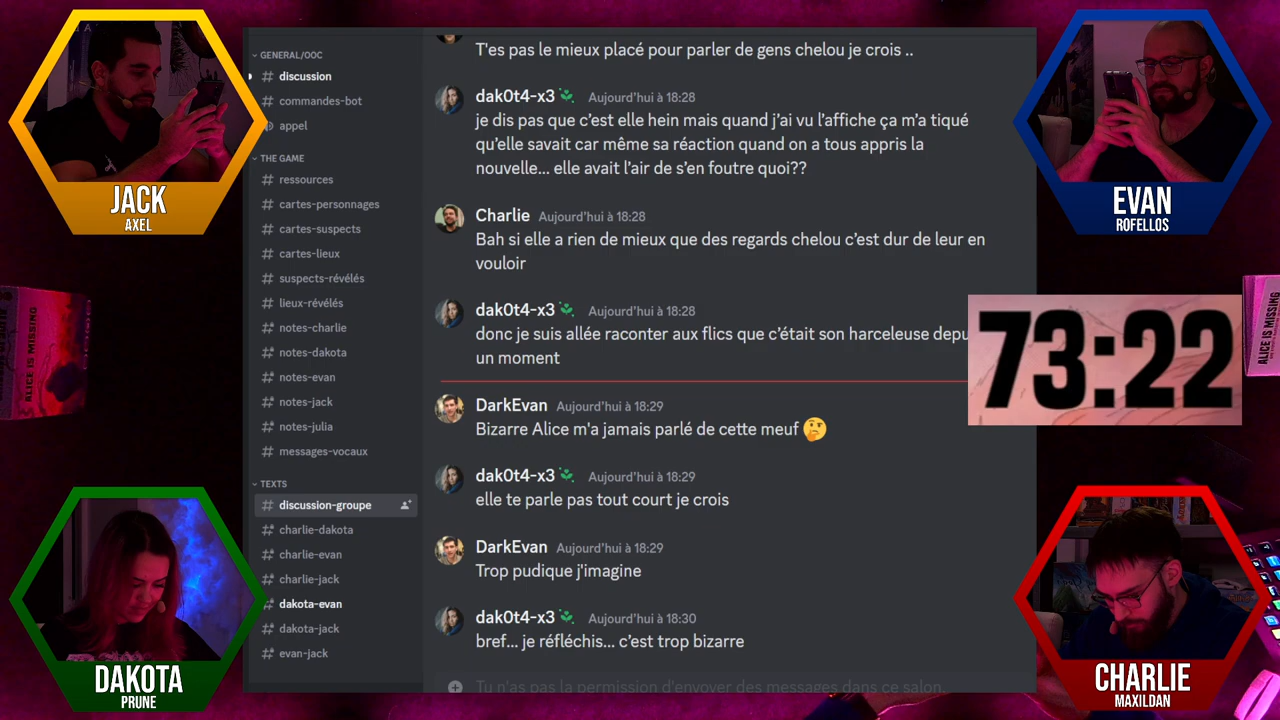 JACK
AXEL
GENERAL/OOC
# discussion
# commandes-bot
appel
THE GAME
# ressources
# cartes-personnages
# cartes-suspects
# cartes-lieux
# suspects-révélés
# lieux-révélés
# notes-charlie
# notes-dakota
# notes-evan
# notes-jack
# notes-julia
# messages-vocaux
TEXTS
# discussion-groupe
# charlie-dakota
# charlie-evan
# charlie-jack
# dakota-evan
# dakota-jack
# evan-jack
T'es pas le mieux placé pour parler de gens chelou je crois ..
dak0t4-x3 Aujourd'hui à 18:28
je dis pas que c'est elle hein mais quand j'ai vu l'affiche ça m'a tiqué
qu'elle savait car même sa réaction quand on a tous appris la
nouvelle... elle avait l'air de s'en foutre quoi??
Charlie Aujourd'hui à 18:28
Bah si elle a rien de mieux que des regards chelou c'est dur de leur en
vouloir
dak0t4-x3 Aujourd'hui à 18:28
donc je suis allée raconter aux flics que c'était son harceleuse depu
un moment
DarkEvan Aujourd'hui à 18:29
Bizarre Alice m'a jamais parlé de cette meuf 🤔
dak0t4-x3 Aujourd'hui à 18:29
elle te parle pas tout court je crois
DarkEvan Aujourd'hui à 18:29
Trop pudique j'imagine
dak0t4-x3 Aujourd'hui à 18:30
bref... je réfléchis... c'est trop bizarre
Tu n'as pas la permission d'envoyer des messages dans ce salon.
EVAN
ROFELLOS
73:22
ALICE IS MISSING
ALICE IS MISSING
DAKOTA
PRUNE
CHARLIE
MAXILDAN